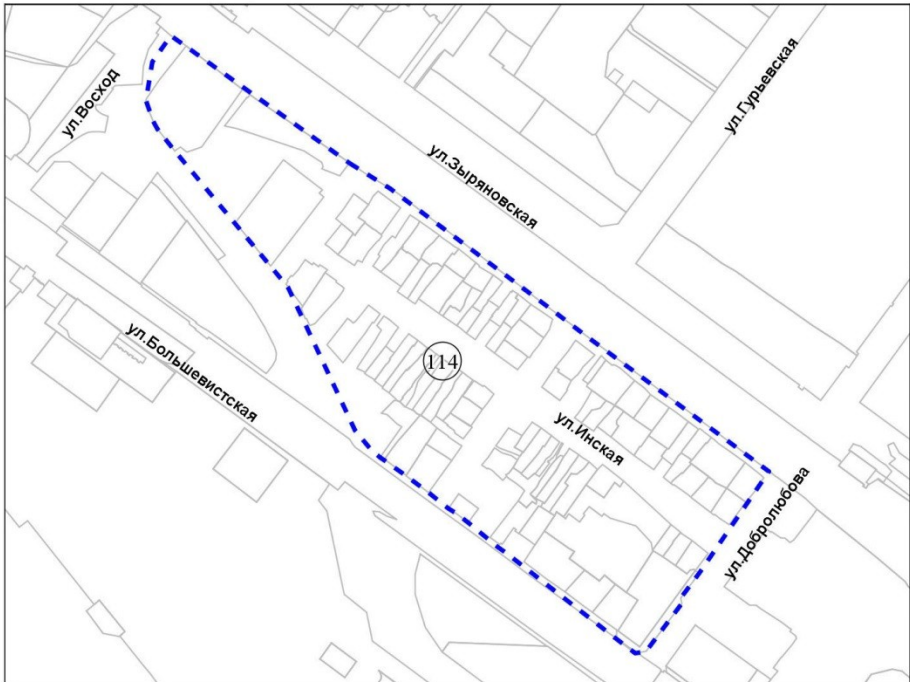 ул.Восход
ул.Гурьевская
ул.Зыряновская
ул.Большевистская
114
ул.Инская
ул.Добролюбова